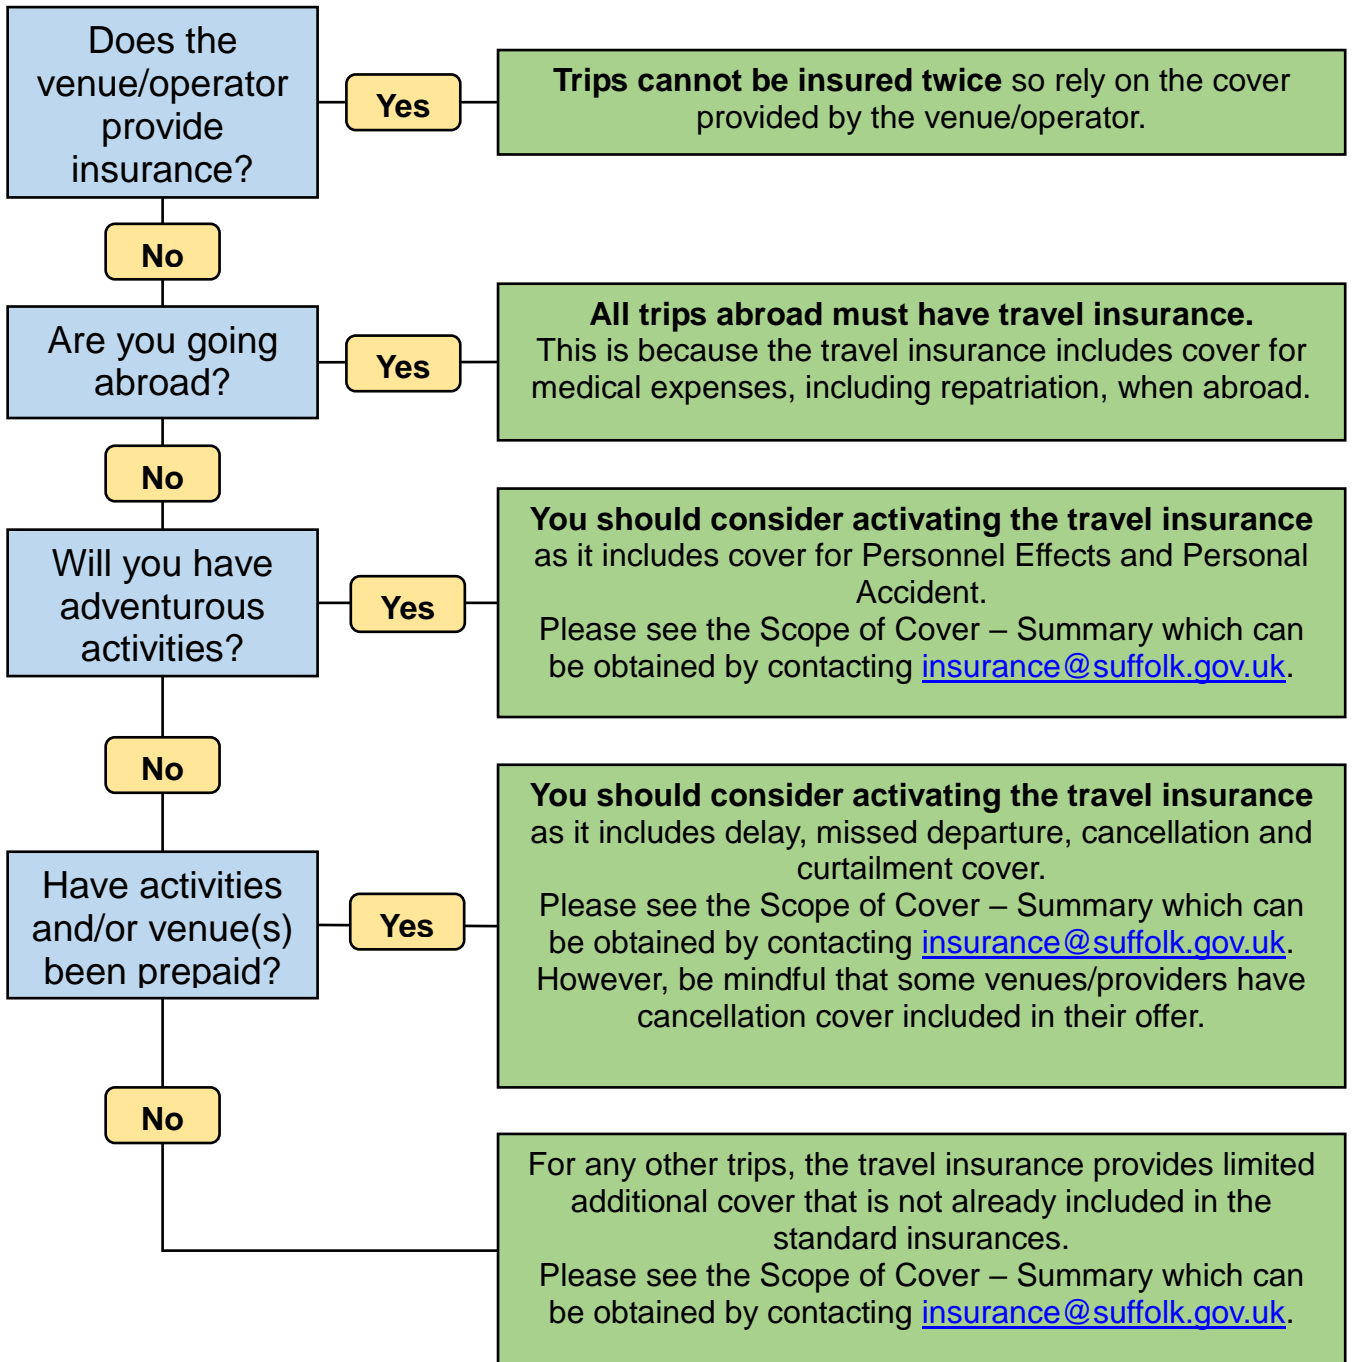 Does the
venue/operator
provide
insurance?
Yes
Trips cannot be insured twice so rely on the cover
provided by the venue/operator.
No
Are you going
abroad?
Yes
All trips abroad must have travel insurance.
This is because the travel insurance includes cover for
medical expenses, including repatriation, when abroad.
No
Will you have
adventurous
activities?
Yes
You should consider activating the travel insurance
as it includes cover for Personnel Effects and Personal
Accident.
Please see the Scope of Cover – Summary which can
be obtained by contacting insurance@suffolk.gov.uk.
No
Have activities
and/or venue(s)
been prepaid?
Yes
You should consider activating the travel insurance
as it includes delay, missed departure, cancellation and
curtailment cover.
Please see the Scope of Cover – Summary which can
be obtained by contacting insurance@suffolk.gov.uk.
However, be mindful that some venues/providers have
cancellation cover included in their offer.
No
For any other trips, the travel insurance provides limited
additional cover that is not already included in the
standard insurances.
Please see the Scope of Cover – Summary which can
be obtained by contacting insurance@suffolk.gov.uk.